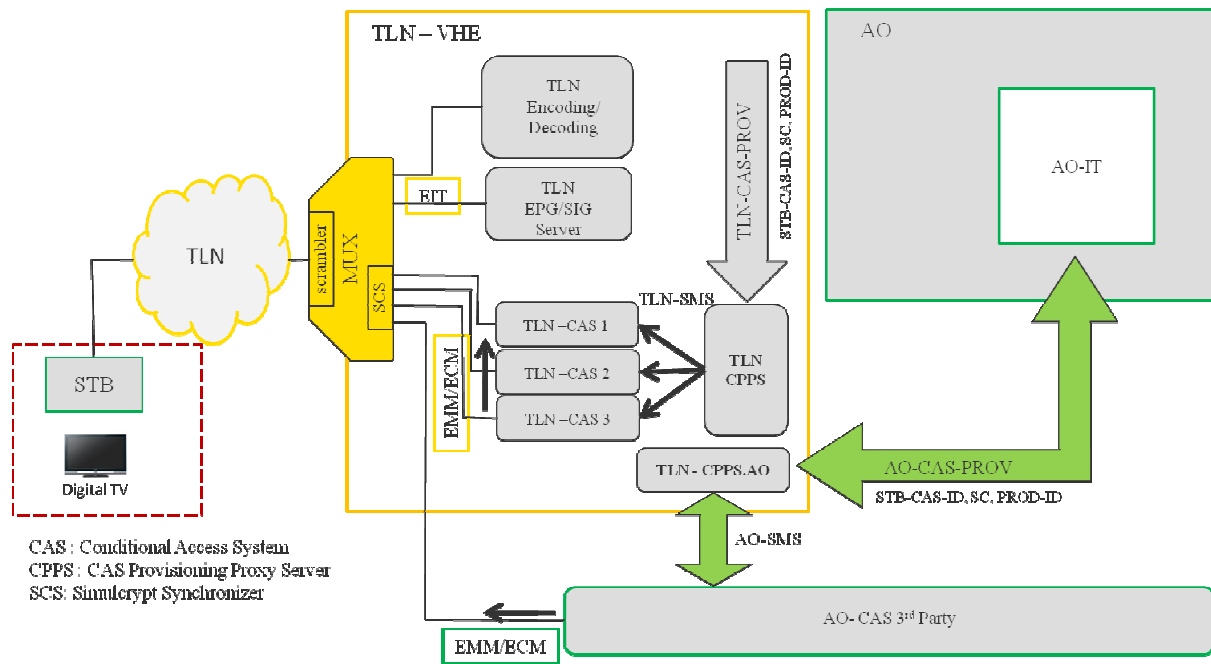 TLN – VHE
AO
TLN
Encoding/
Decoding
TLN-CAS-PROV
STB-CAS-ID, SC, PROD-ID
AO-IT
EIT
TLN
EPG/SIG
Server
TLN
scrambler
MUX
SCS
TLN-SMS
TLN –CAS 1
TLN –CAS 2
TLN –CAS 3
TLN
CPPS
EMM/ECM
STB
Digital TV
TLN - CPPS.AO
AO-CAS-PROV
STB-CAS-ID, SC, PROD-ID
AO-SMS
CAS : Conditional Access System
CPPS : CAS Provisioning Proxy Server
SCS: Simulcrypt Synchronizer
AO- CAS 3rd Party
EMM/ECM